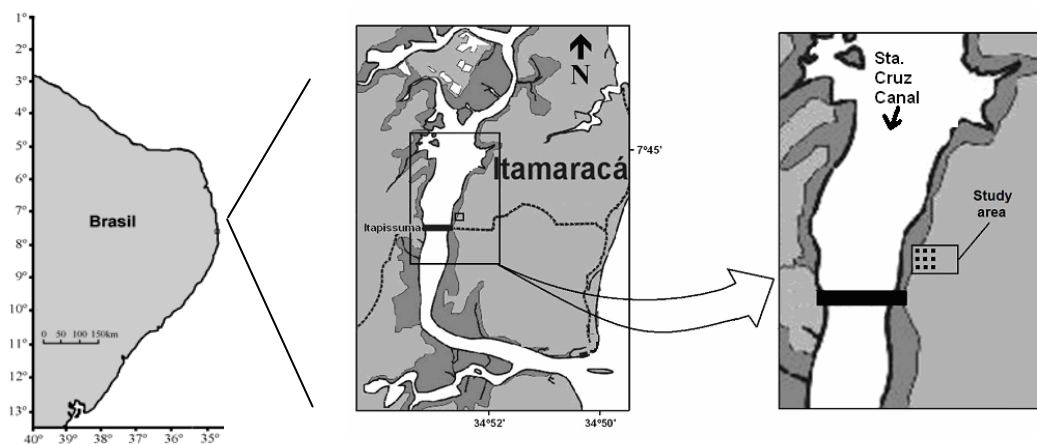 1°
2°
3°
4°
5°
6°
7°
8°
9°
10°
11°
12°
13°
Brasil
0 50 100 150km
40° 39° 38° 37° 36° 35°
N
Itamaracá
Itapissuma
7°45'
34°52'
34°50'
Sta.
Cruz
Canal
Study
area